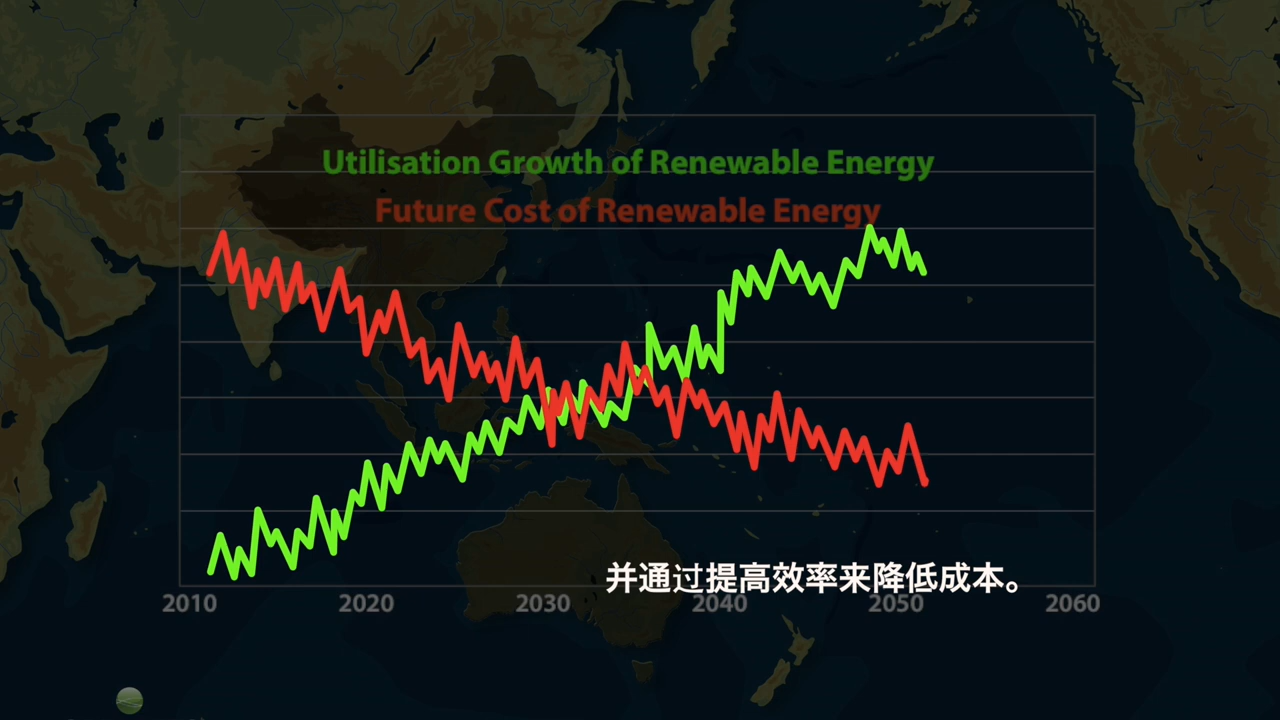 Utilisation Growth of Renewable Energy
Future Cost of Renewable Energy
并通过提高效率来降低成本。
2010 2020 2030 2040 2050 2060